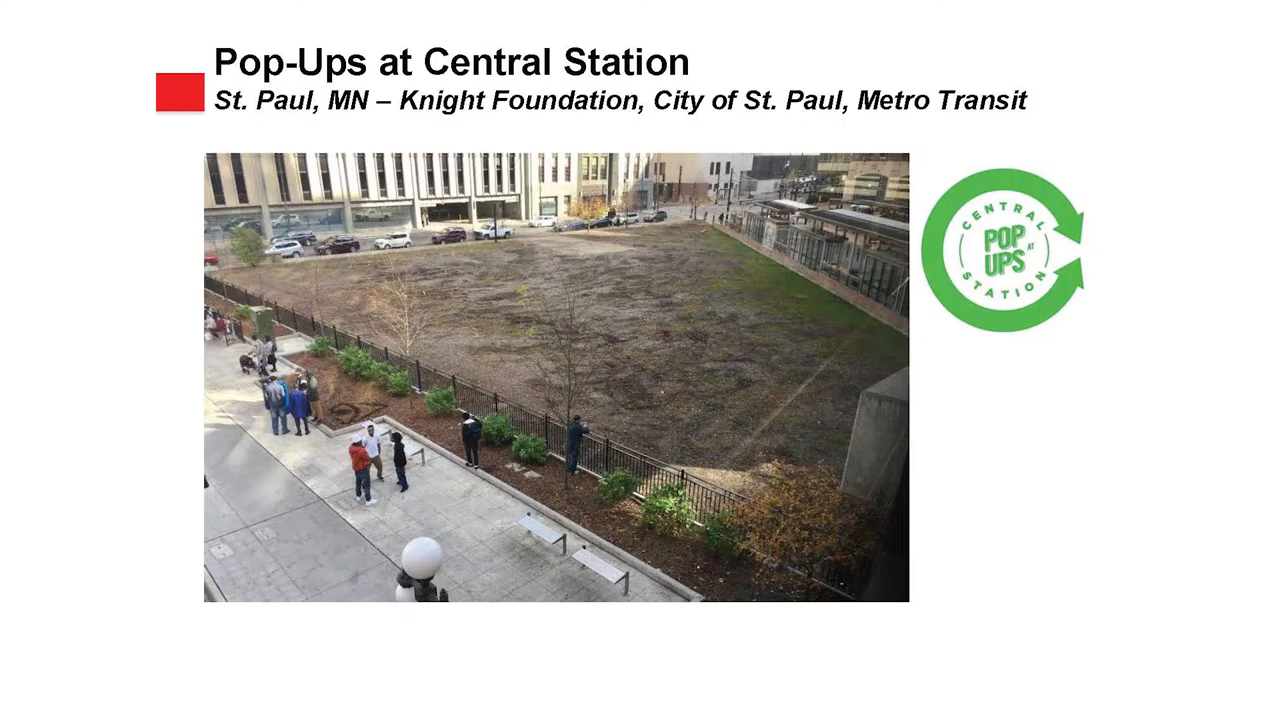 Pop-Ups at Central Station
St. Paul, MN – Knight Foundation, City of St. Paul, Metro Transit
CENTRAL
POP
AT
UPS
STATION